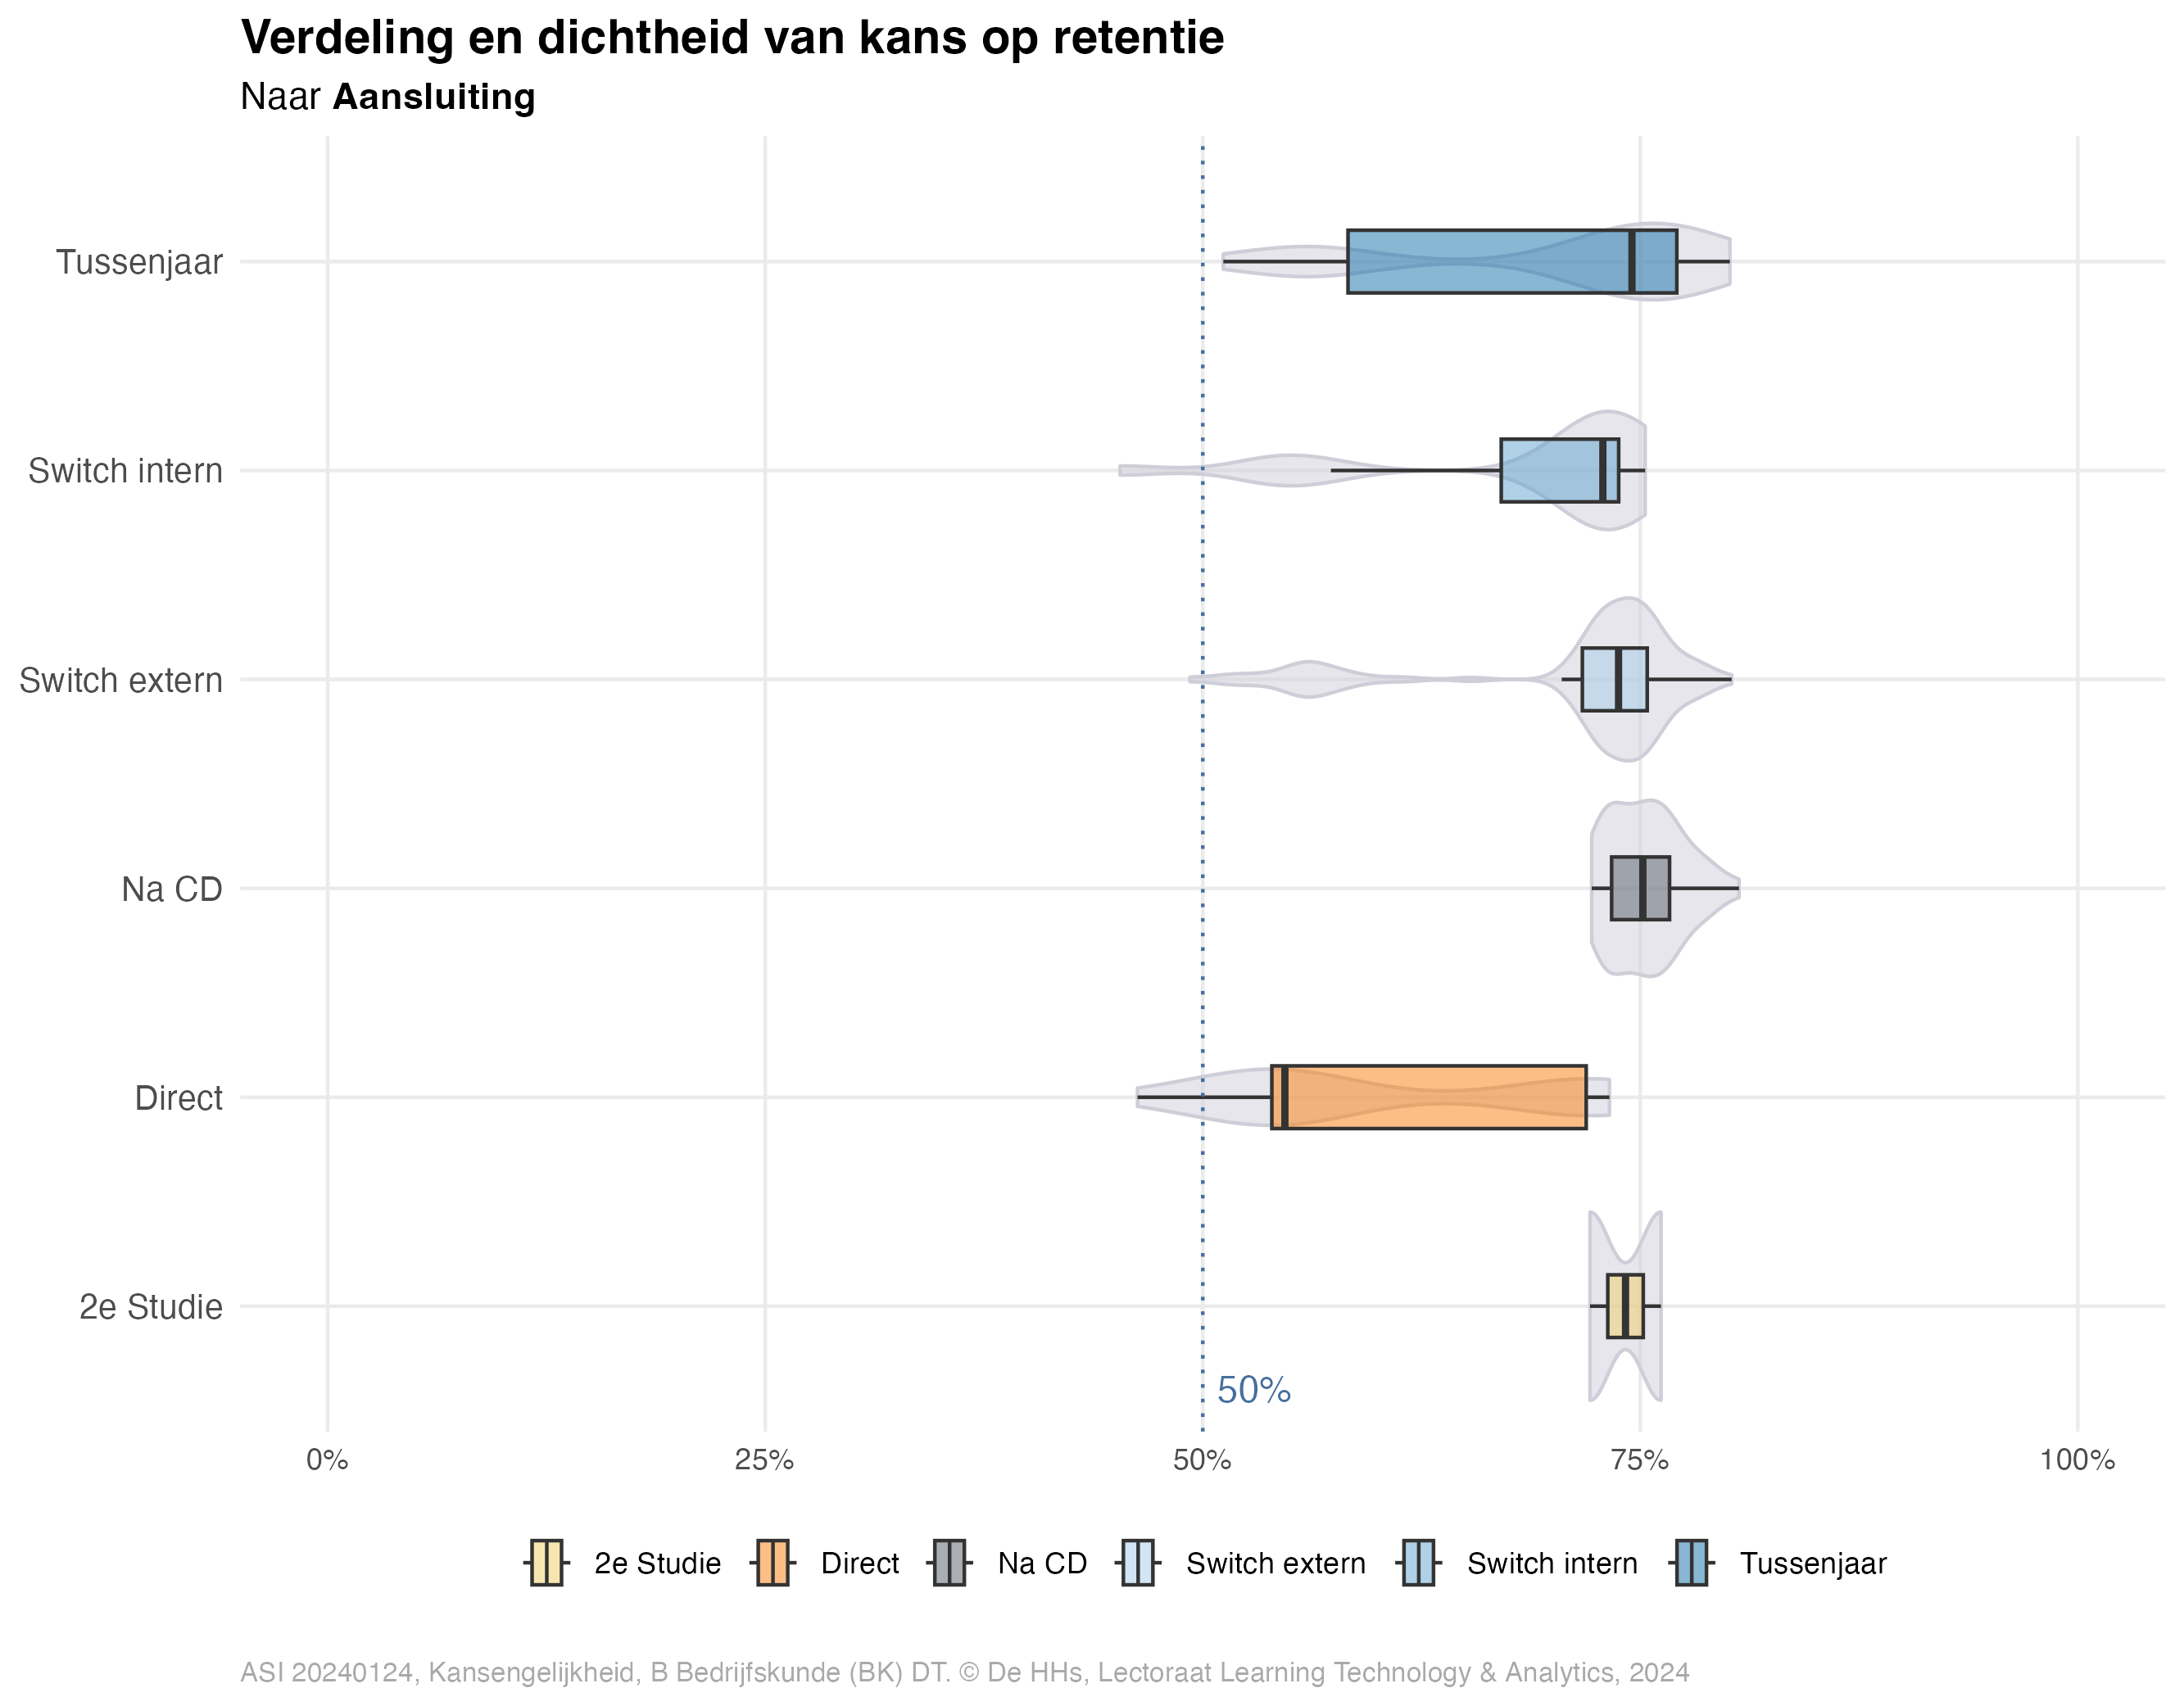 Verdeling en dichtheid van kans op retentie
Naar Aansluiting
Tussenjaar
Switch intern
Switch extern
Na CD
Direct
2e Studie
50%
0% 25% 50% 75% 100%
2e Studie Direct Na CD Switch extern Switch intern Tussenjaar
ASI 20240124, Kansengelijkheid, B Bedrijfskunde (BK) DT. © De HHs, Lectoraat Learning Technology & Analytics, 2024